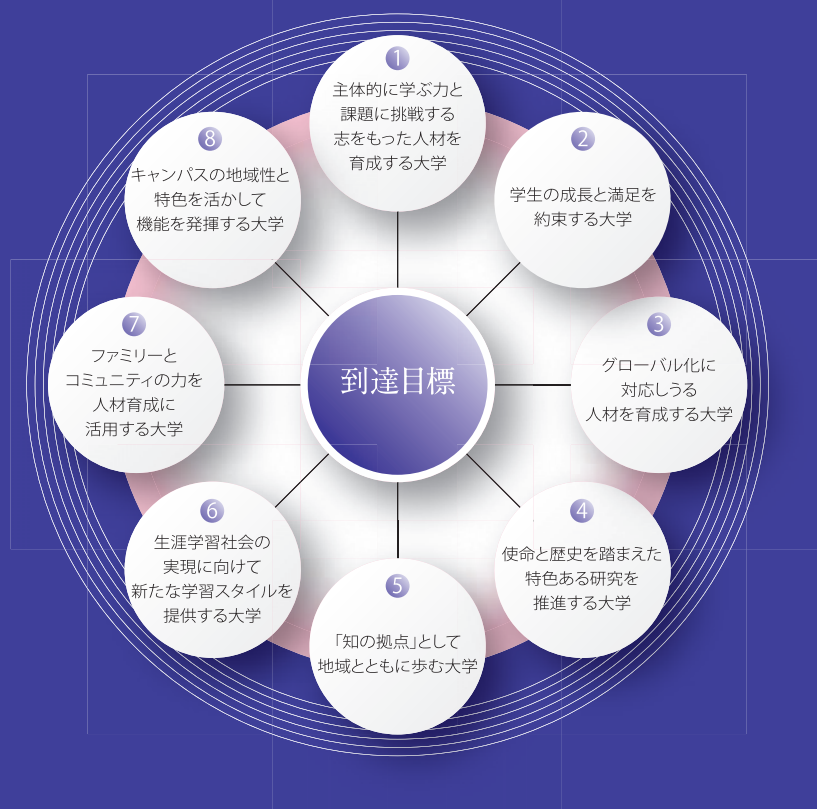 1
主体的に学ぶ力と
課題に挑戦する
志をもった人材を
育成する大学
2
学生の成長と満足を
約束する大学
3
グローバル化に
対応しうる
人材を育成する大学
4
使命と歴史を踏まえた
特色ある研究を
推進する大学
5
「知の拠点」として
地域とともに歩む大学
6
生涯学習社会の
実現に向けて
新たな学習スタイルを
提供する大学
7
ファミリーと
コミュニティの力を
人材育成に
活用する大学
8
キャンパスの地域性と
特色を活かして
機能を発揮する大学
到達目標